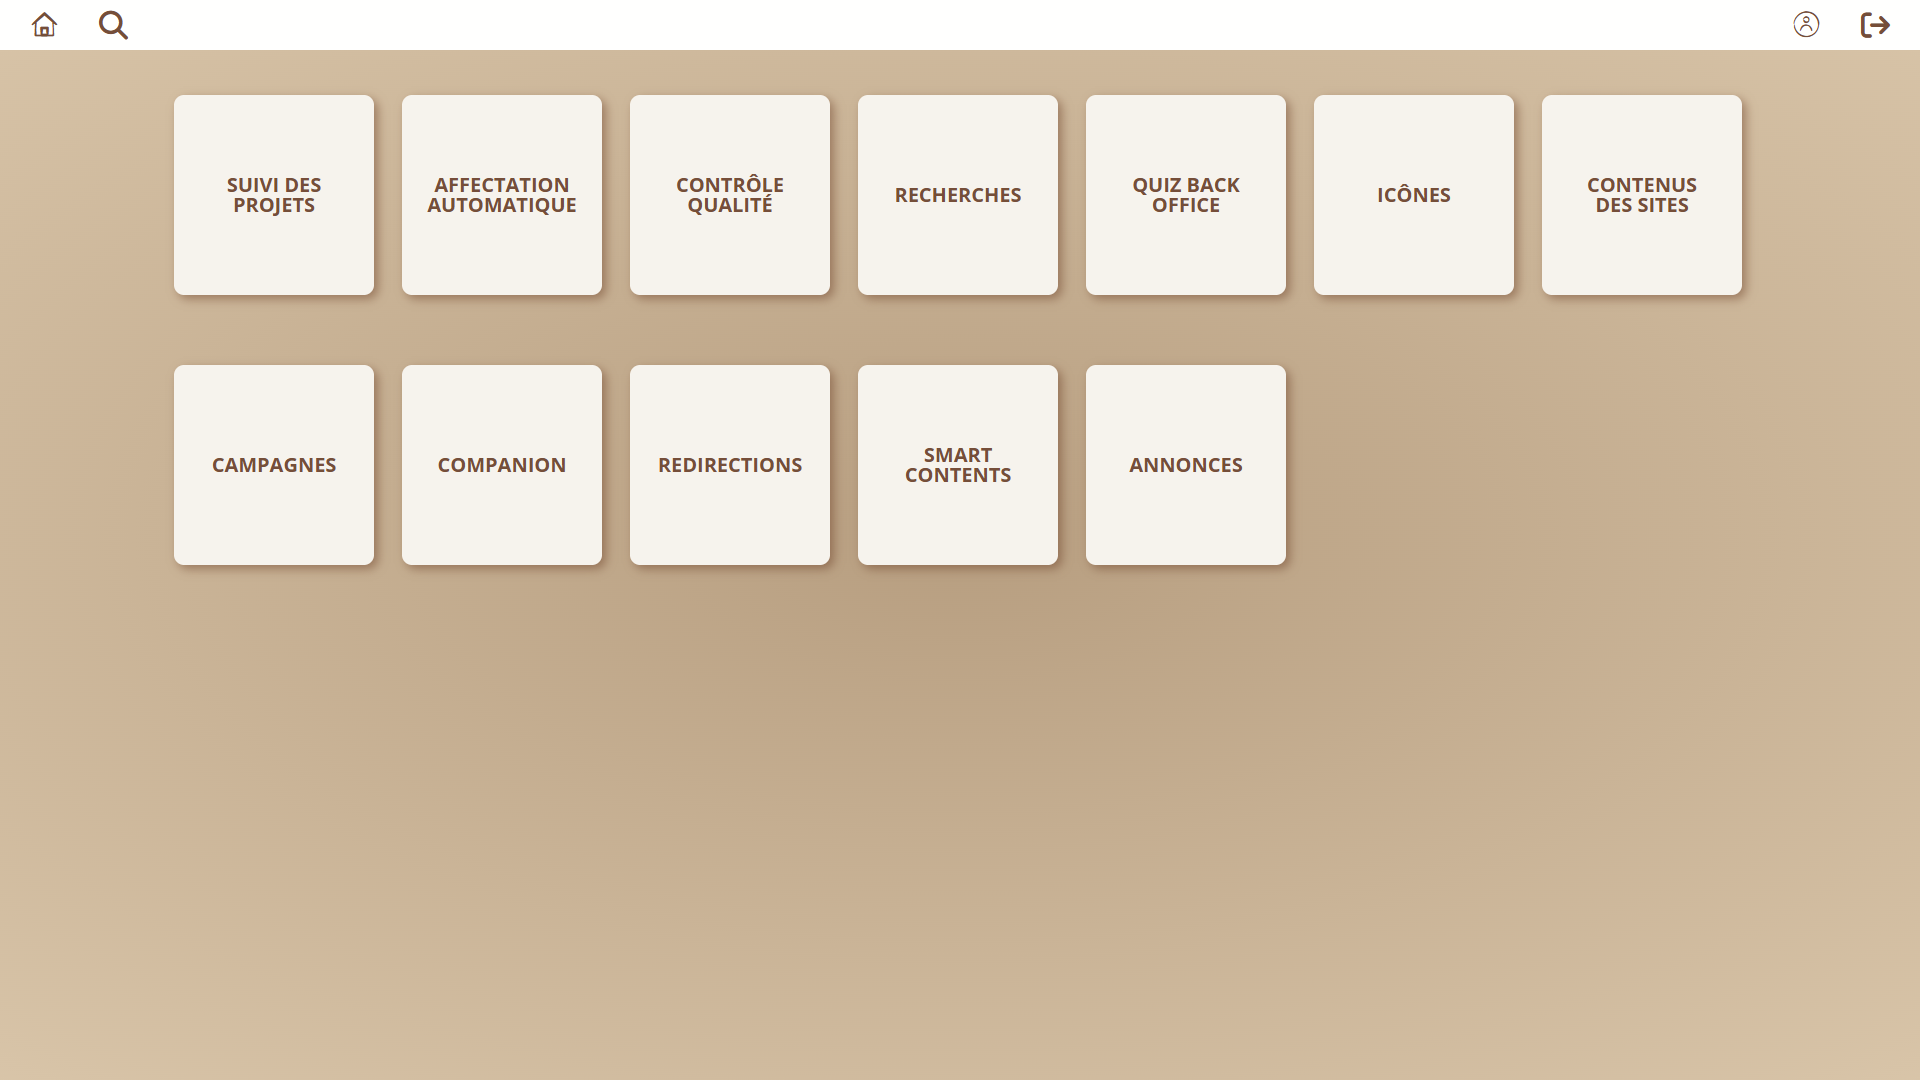 SUIVI DES
PROJETS
AFFECTATION
AUTOMATIQUE
CONTRÔLE
QUALITÉ
RECHERCHES
QUIZ BACK
OFFICE
ICÔNES
CONTENUS
DES SITES
CAMPAGNES
COMPANION
REDIRECTIONS
SMART
CONTENTS
ANNONCES